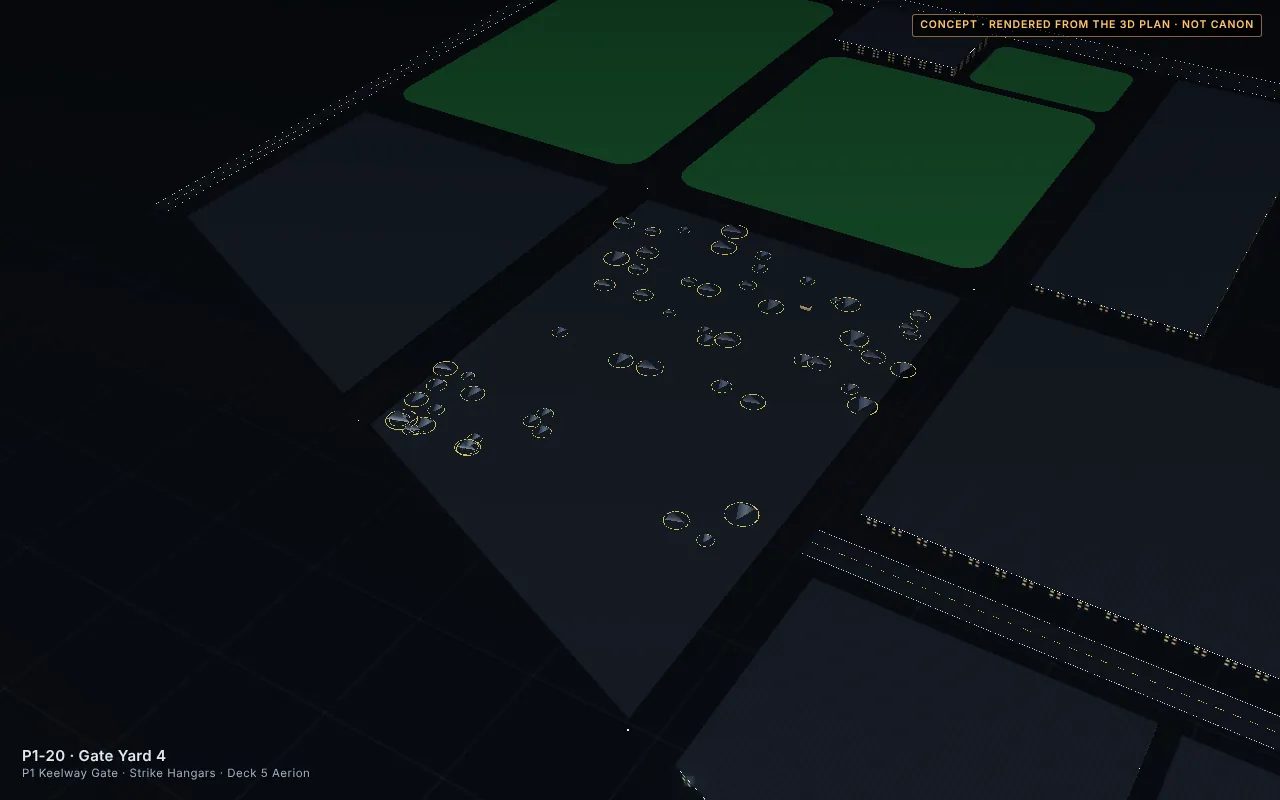 CONCEPT · RENDERED FROM THE 3D PLAN · NOT CANON
P1-20 · Gate Yard 4
P1 Keelway Gate · Strike Hangars · Deck 5 Aerion